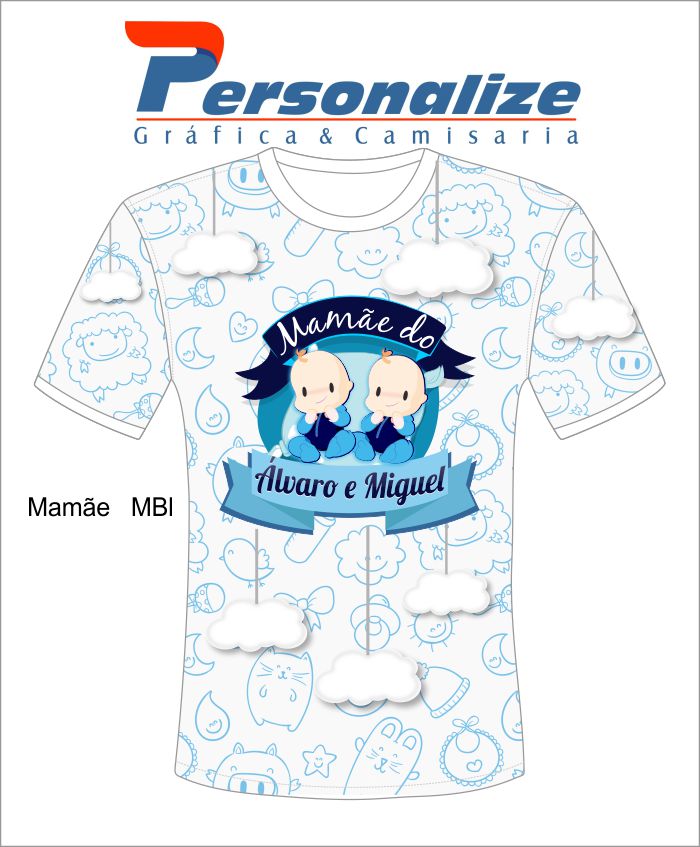 Personalize
Gráfica & Camisaria
Mamãe do
Álvaro e Miguel
Mamãe MBI